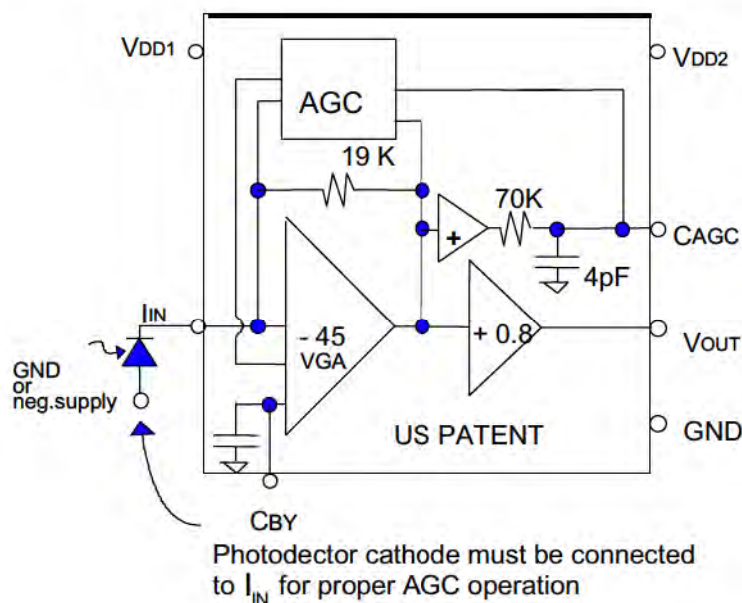 VDD1
VDD2
AGC
19 K
70K
+
CAGC
4pF
IIN
- 45
VGA
+ 0.8
VOUT
GND
or
neg.supply
US PATENT
GND
CBY
Photodector cathode must be connected
to IIN for proper AGC operation